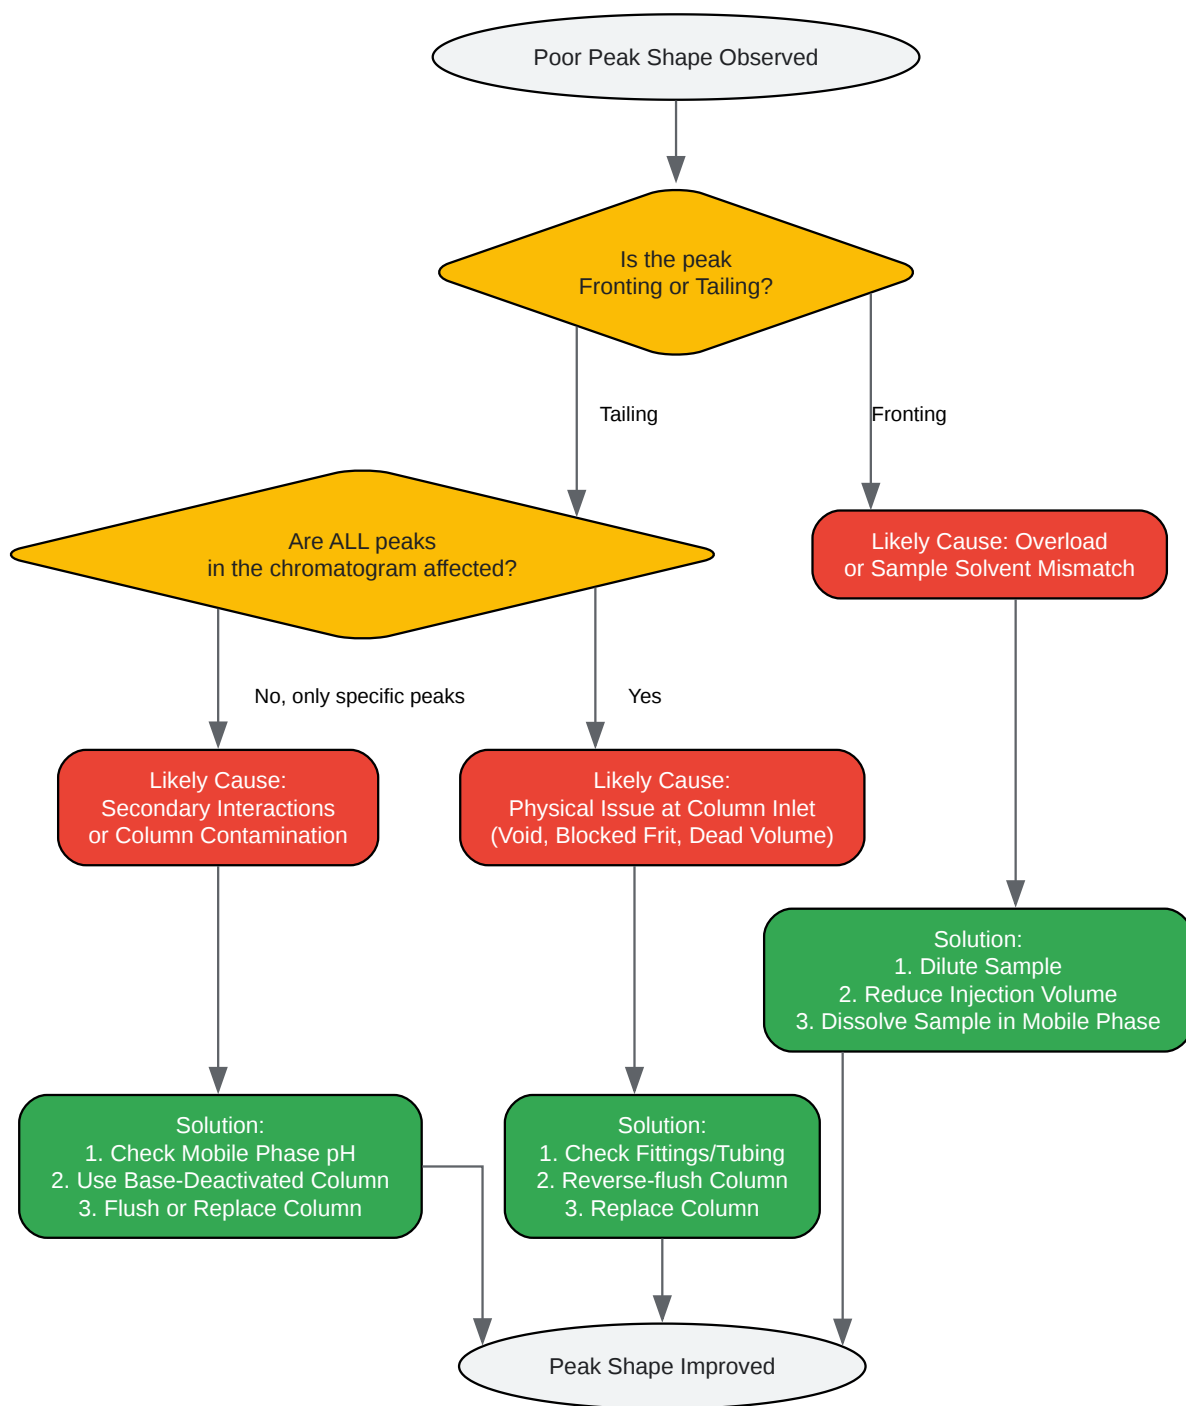 Poor Peak Shape Observed
Is the peak
Fronting or Tailing?
Tailing
Fronting
Are ALL peaks
in the chromatogram affected?
Likely Cause: Overload
or Sample Solvent Mismatch
No, only specific peaks
Yes
Likely Cause:
Secondary Interactions
or Column Contamination
Likely Cause:
Physical Issue at Column Inlet
(Void, Blocked Frit, Dead Volume)
Solution:
1. Dilute Sample
2. Reduce Injection Volume
3. Dissolve Sample in Mobile Phase
Solution:
1. Check Mobile Phase pH
2. Use Base-Deactivated Column
3. Flush or Replace Column
Solution:
1. Check Fittings/Tubing
2. Reverse-flush Column
3. Replace Column
Peak Shape Improved